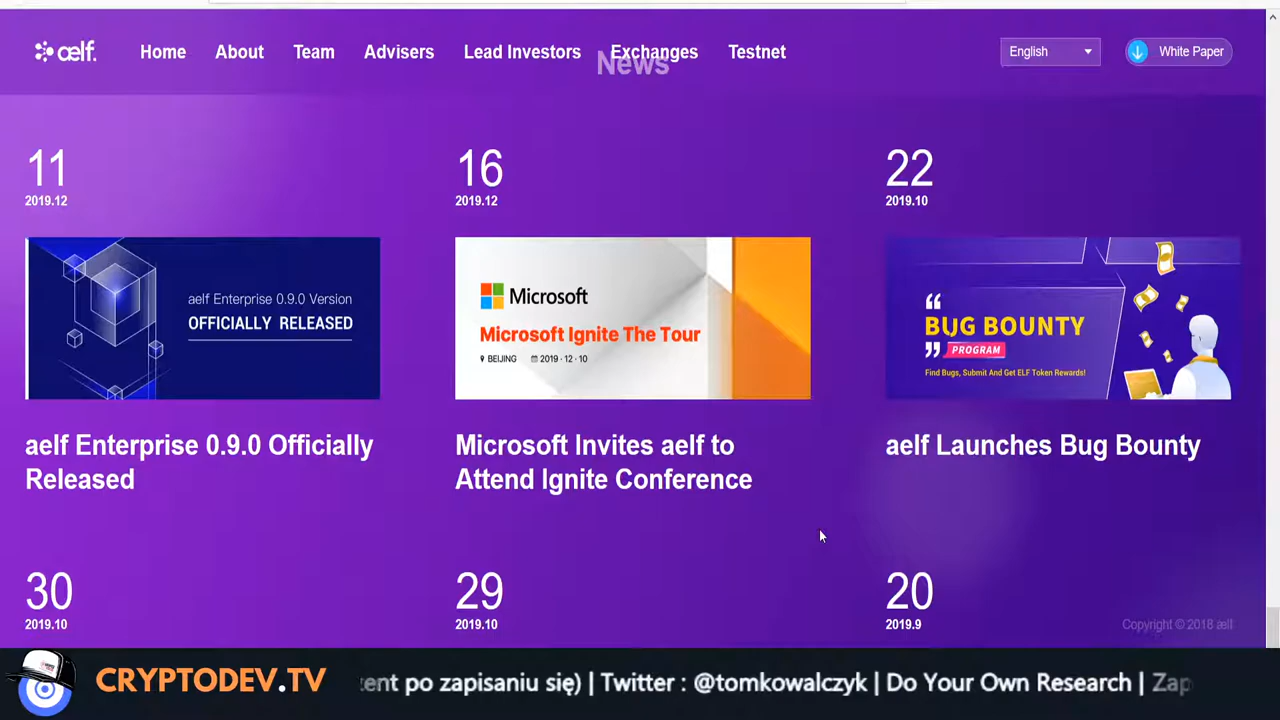 ælf.
Home About Team Advisers Lead Investors Exchanges Testnet
English
White Paper
News
11
2019.12
16
2019.12
22
2019.10
aelf Enterprise 0.9.0 Version
OFFICIALLY RELEASED
Microsoft
Microsoft Ignite The Tour
BEIJING 2019·12·10
“
BUG BOUNTY
” PROGRAM
Find Bugs, Submit And Get ELF Token Rewards!
aelf Enterprise 0.9.0 Officially
Released
Microsoft Invites aelf to
Attend Ignite Conference
aelf Launches Bug Bounty
30
2019.10
29
2019.10
20
2019.9
Copyright © 2018 ælf
CRYPTODEV.TV
po zapisaniu się) | Twitter : @tomkowalczyk | Do Your Own Research |